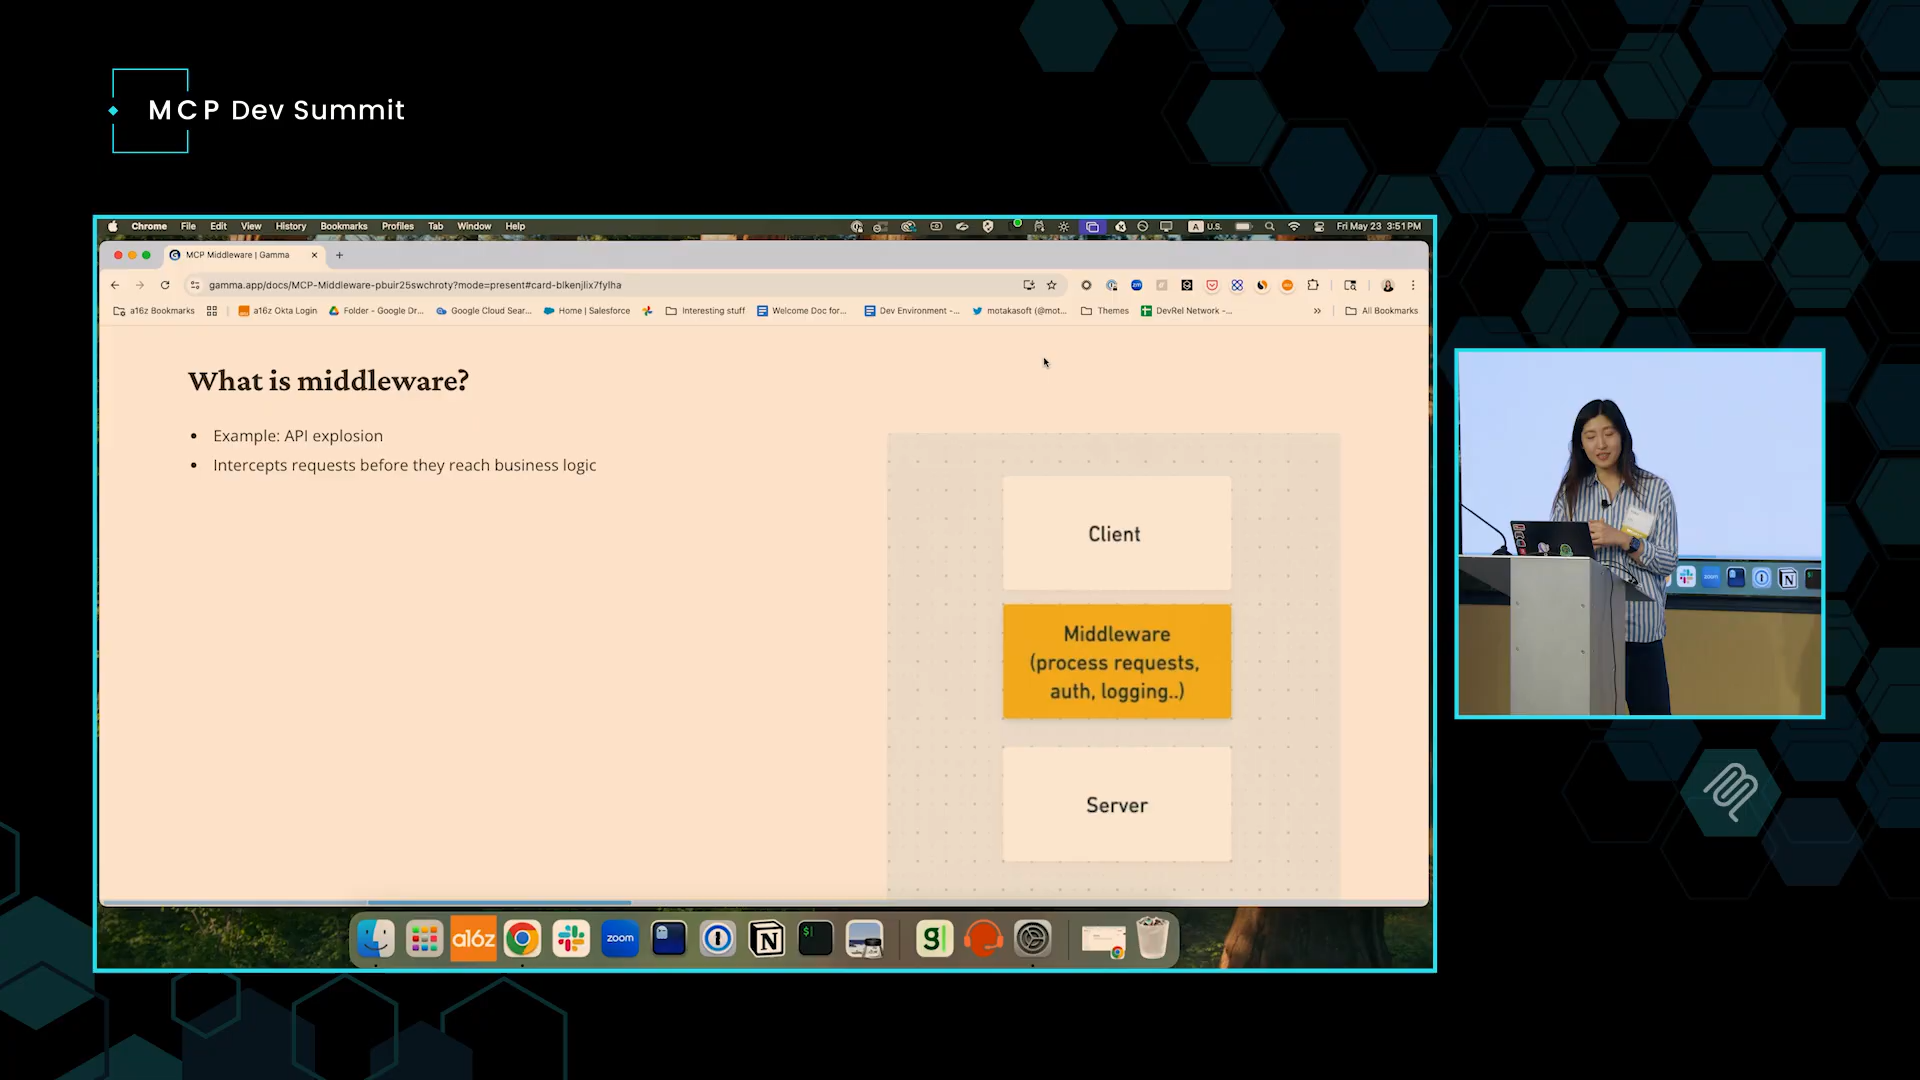 MCP Dev Summit
Chrome File Edit View History Bookmarks Profiles Tab Window Help
A U.S. Fri May 23 3:51 PM
MCP Middleware | Gamma
gamma.app/docs/MCP-Middleware-pbuir25swchroty?mode=present#card-blkenjlix7fylha
a16z Bookmarks a16z Okta Login Folder - Google Dr... Google Cloud Sear... Home | Salesforce Interesting stuff Welcome Doc for... Dev Environment -... motakasoft (@mot... Themes DevRel Network -... » All Bookmarks
What is middleware?
• Example: API explosion
• Intercepts requests before they reach business logic
Client
Middleware
(process requests,
auth, logging..)
Server
a16z
zoom
$
g
zoom